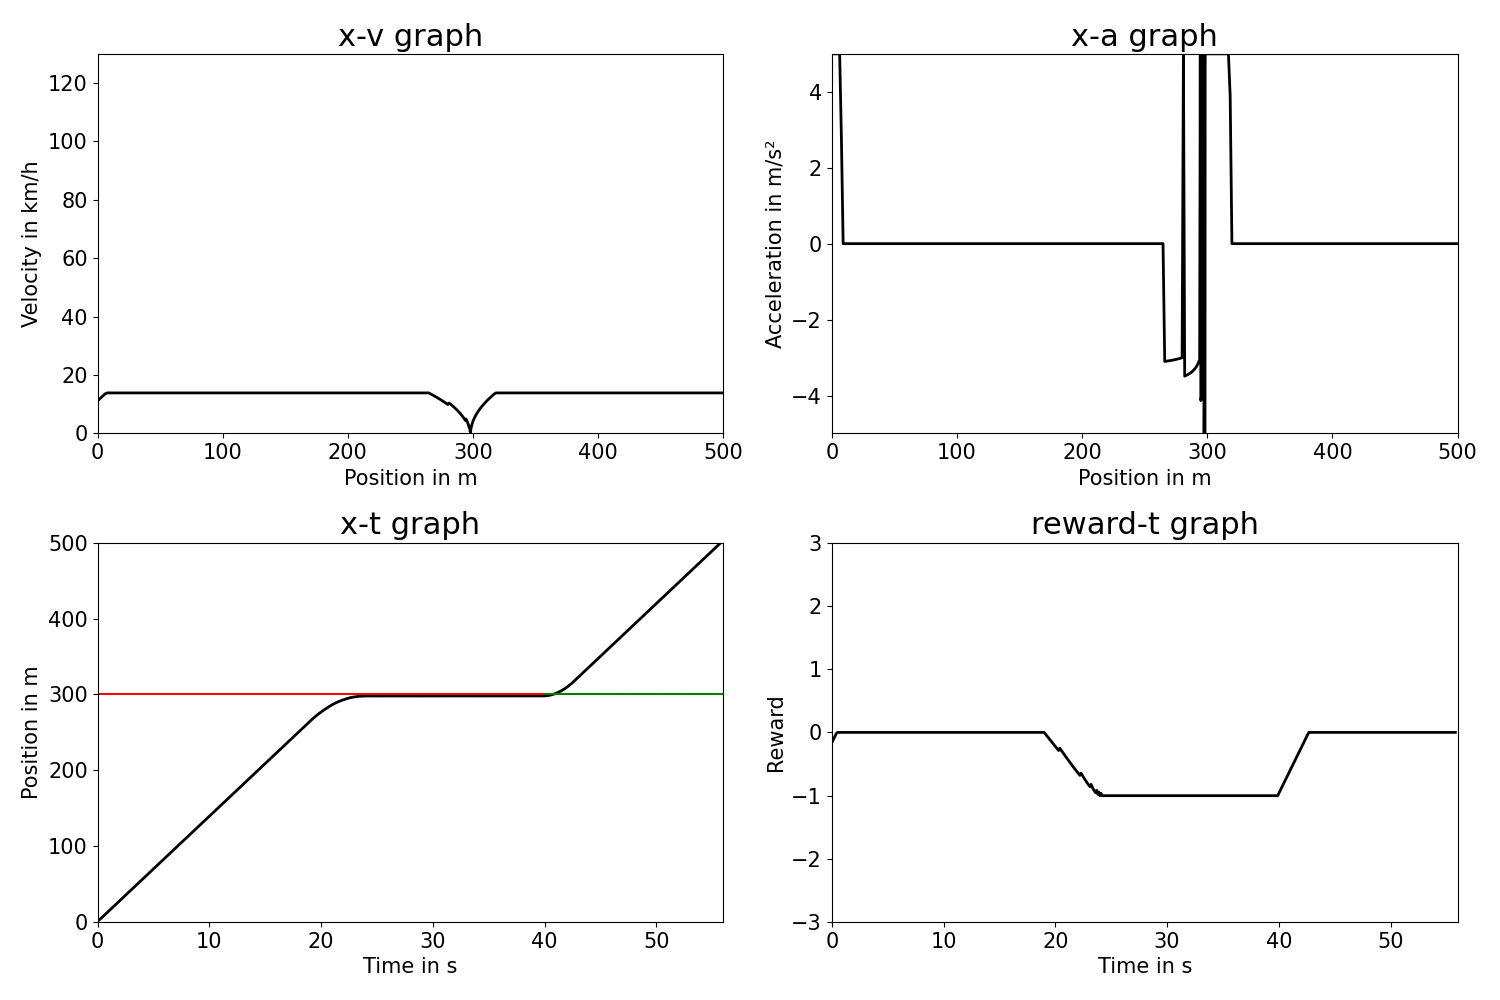 x-v graph
120
100
80
60
40
20
0
Velocity in km/h
0 100 200 300 400 500
Position in m
x-a graph
4
2
0
−2
−4
Acceleration in m/s²
0 100 200 300 400 500
Position in m
x-t graph
500
400
300
200
100
0
Position in m
0 10 20 30 40 50
Time in s
reward-t graph
3
2
1
0
−1
−2
−3
Reward
0 10 20 30 40 50
Time in s